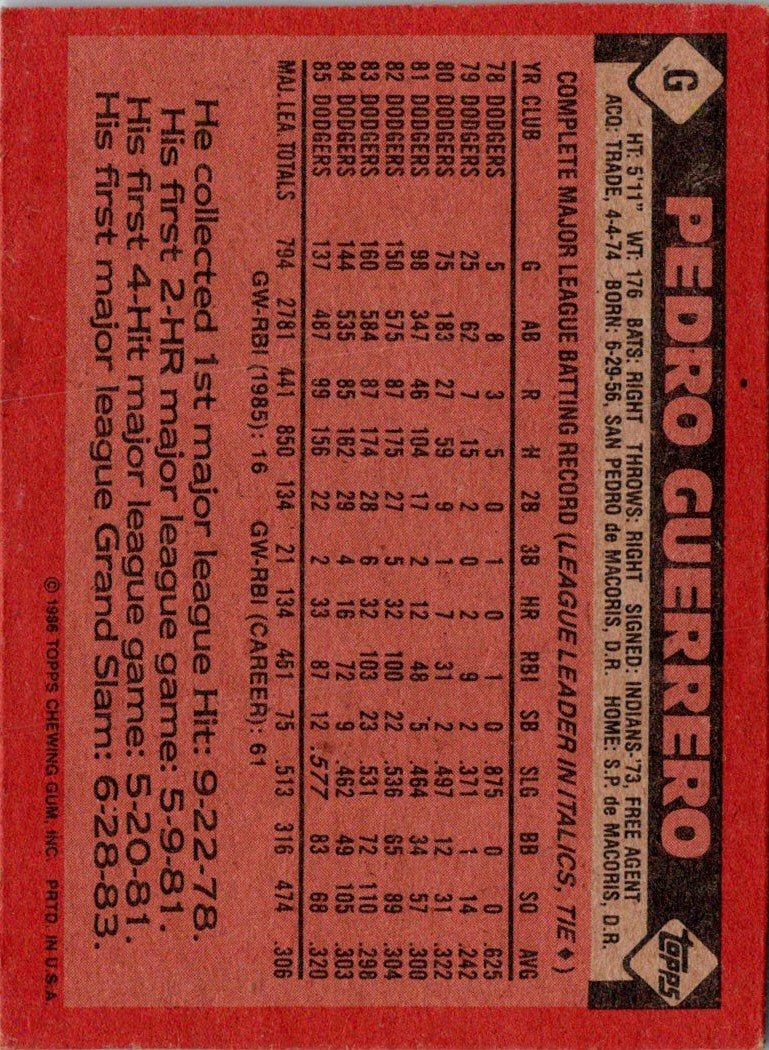 G PEDRO GUERRERO topps
HT: 5'11" WT: 176 BATS: RIGHT THROWS: RIGHT SIGNED: INDIANS-'73, FREE AGENT
ACQ: TRADE, 4-4-74 BORN: 6-29-56, SAN PEDRO de MACORIS, D.R. HOME: S.P. de MACORIS, D.R.
COMPLETE MAJOR LEAGUE BATTING RECORD (LEAGUE LEADER IN ITALICS, TIE ♦)
YR CLUB G AB R H 2B 3B HR RBI SB SLG BB SO AVG
78 DODGERS 5 8 3 5 0 1 0 1 0 .875 0 0 .625
79 DODGERS 25 62 7 15 2 0 2 9 2 .371 1 14 .242
80 DODGERS 75 183 27 59 9 1 7 31 2 .497 12 31 .322
81 DODGERS 98 347 46 104 17 2 12 48 5 .464 34 57 .300
82 DODGERS 150 575 87 175 27 5 32 100 22 .536 65 89 .304
83 DODGERS 160 584 87 174 28 6 32 103 23 .531 72 110 .298
84 DODGERS 144 535 85 162 29 4 16 72 9 .462 49 105 .303
85 DODGERS 137 487 99 156 22 2 33 87 12 .577 83 68 .320
MAJ. LEA. TOTALS 794 2781 441 850 134 21 134 451 75 .513 316 474 .306
GW-RBI (1985): 16 GW-RBI (CAREER): 61
He collected 1st major league Hit: 9-22-78.
His first 2-HR major league game: 5-9-81.
His first 4-Hit major league game: 5-20-81.
His first major league Grand Slam: 6-28-83.
© 1986 TOPPS CHEWING GUM, INC. PRTD. IN U.S.A.